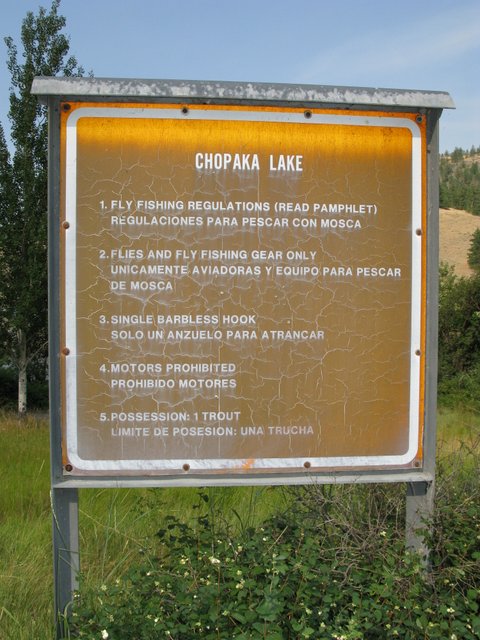 CHOPAKA LAKE
1. FLY FISHING REGULATIONS (READ PAMPHLET)
REGULACIONES PARA PESCAR CON MOSCA
2. FLIES AND FLY FISHING GEAR ONLY
UNICAMENTE AVIADORAS Y EQUIPO PARA PESCAR
DE MOSCA
3. SINGLE BARBLESS HOOK
SOLO UN ANZUELO PARA ATRANCAR
4. MOTORS PROHIBITED
PROHIBIDO MOTORES
5. POSSESSION: 1 TROUT
LIMITE DE POSESION: UNA TRUCHA